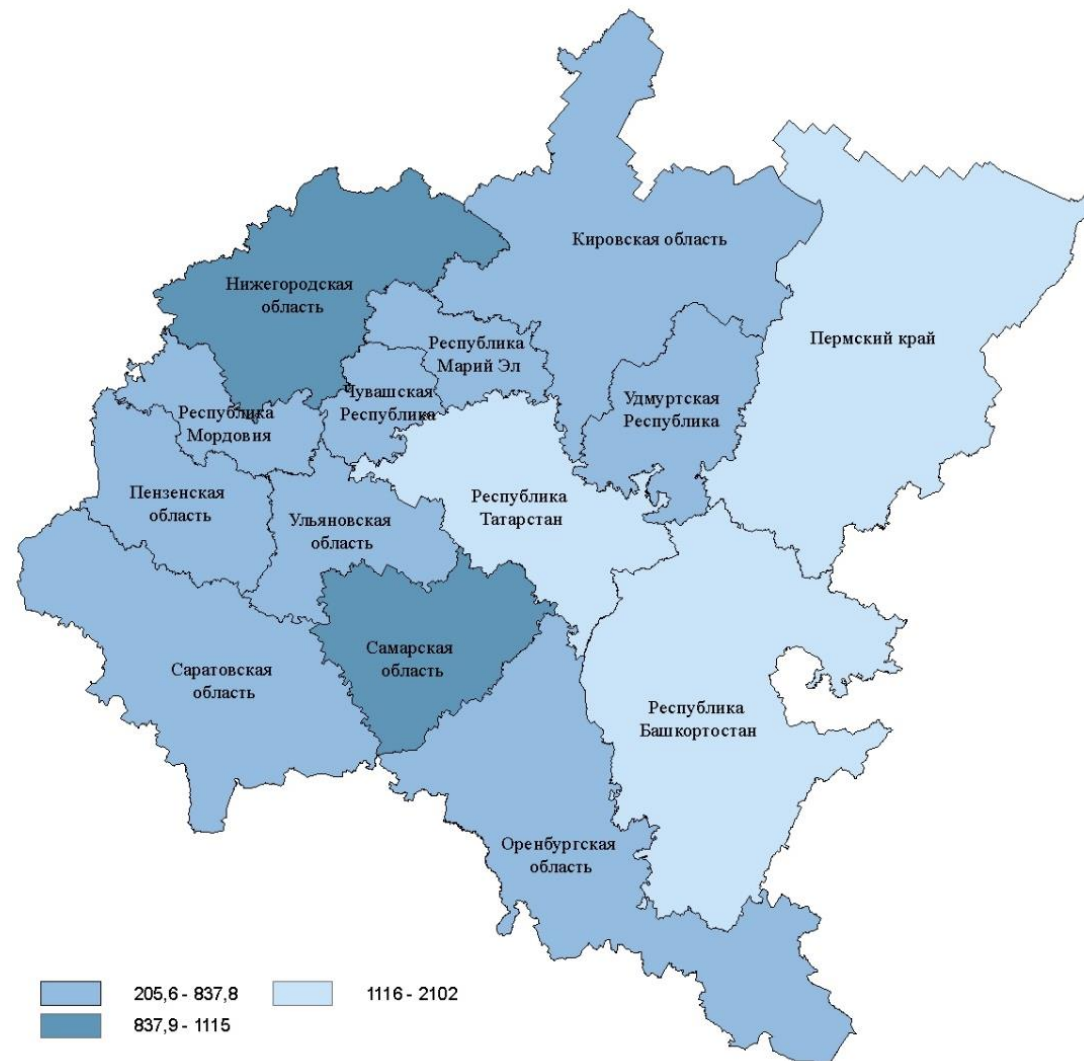 Кировская область
Нижегородская
область
Пермский край
Республика
Марий Эл
Чувашская
Республика
Удмуртская
Республика
Республика
Мордовия
Пензенская
область
Республика
Татарстан
Ульяновская
область
Самарская
область
Саратовская
область
Республика
Башкортостан
Оренбургская
область
205,6 - 837,8
1116 - 2102
837,9 - 1115